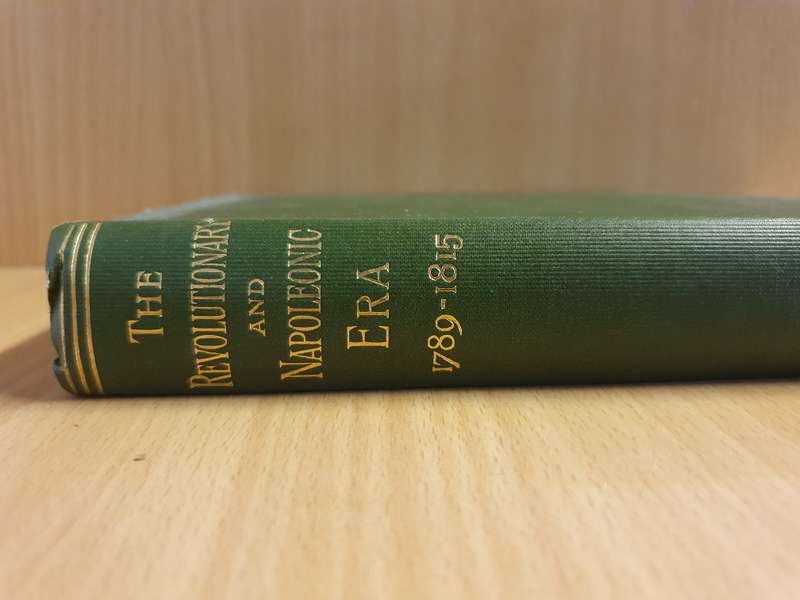 THE
REVOLUTIONARY
AND
NAPOLEONIC
ERA
1789-1815